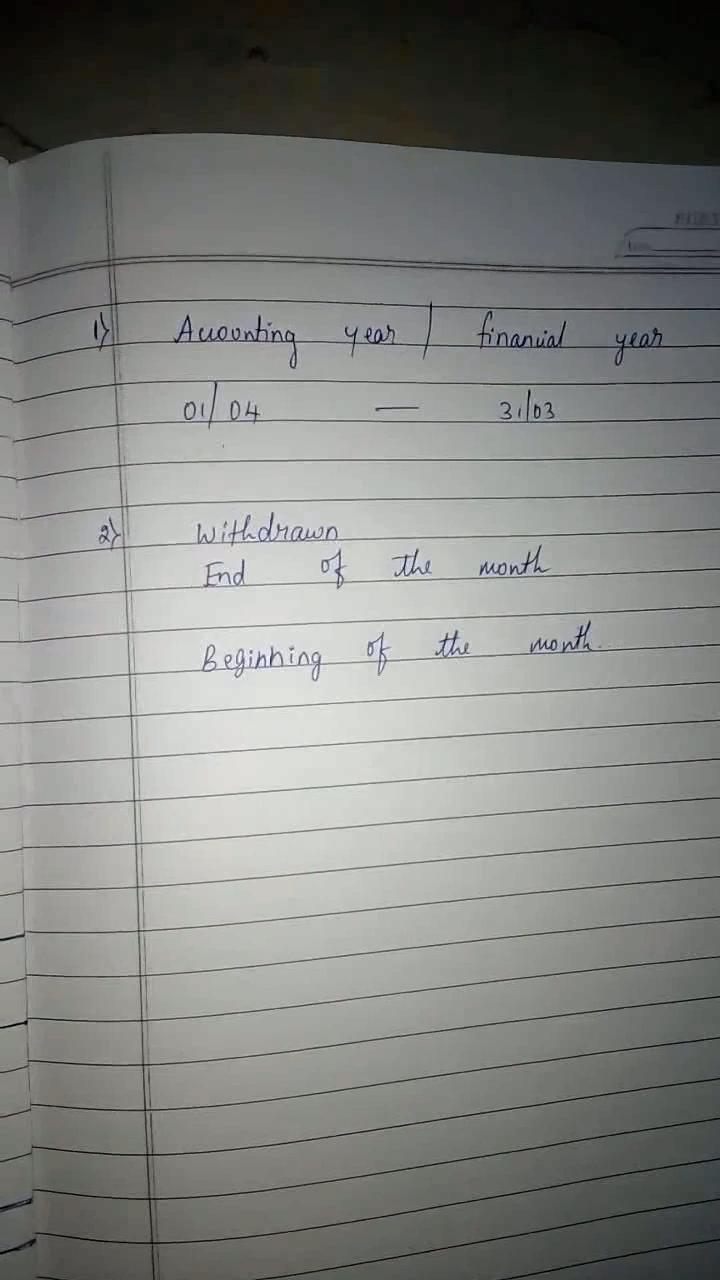 1) Accounting year / financial year
01/04 — 31/03
2) Withdrawn
End of the month
Beginning of the month.